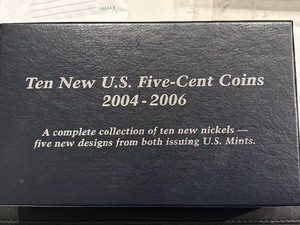 Ten New U.S. Five-Cent Coins
2004-2006
A complete collection of ten new nickels —
five new designs from both issuing U.S. Mints.